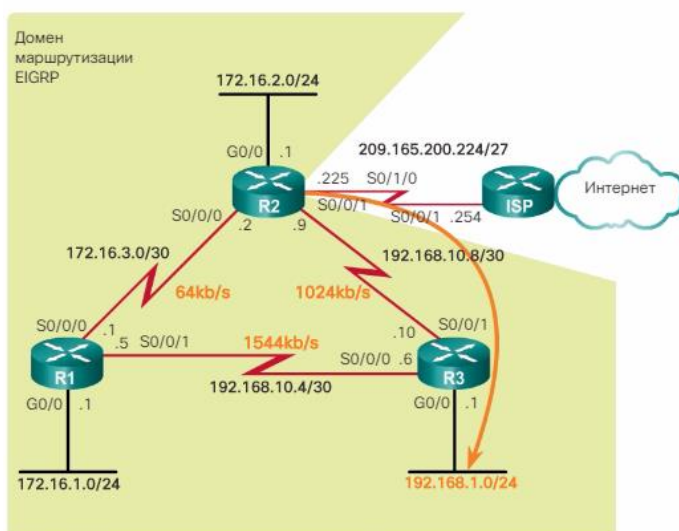 Домен
маршрутизации
EIGRP
172.16.2.0/24
G0/0 .1
209.165.200.224/27
.225 S0/1/0
R2
S0/0/1
S0/0/1 .254
ISP
Интернет
S0/0/0 .2 .9
172.16.3.0/30
192.168.10.8/30
64kb/s
1024kb/s
S0/0/0 .1
.10 S0/0/1
.5 S0/0/1
1544kb/s
S0/0/0 .6
R1
R3
192.168.10.4/30
G0/0 .1
G0/0 .1
172.16.1.0/24
192.168.1.0/24